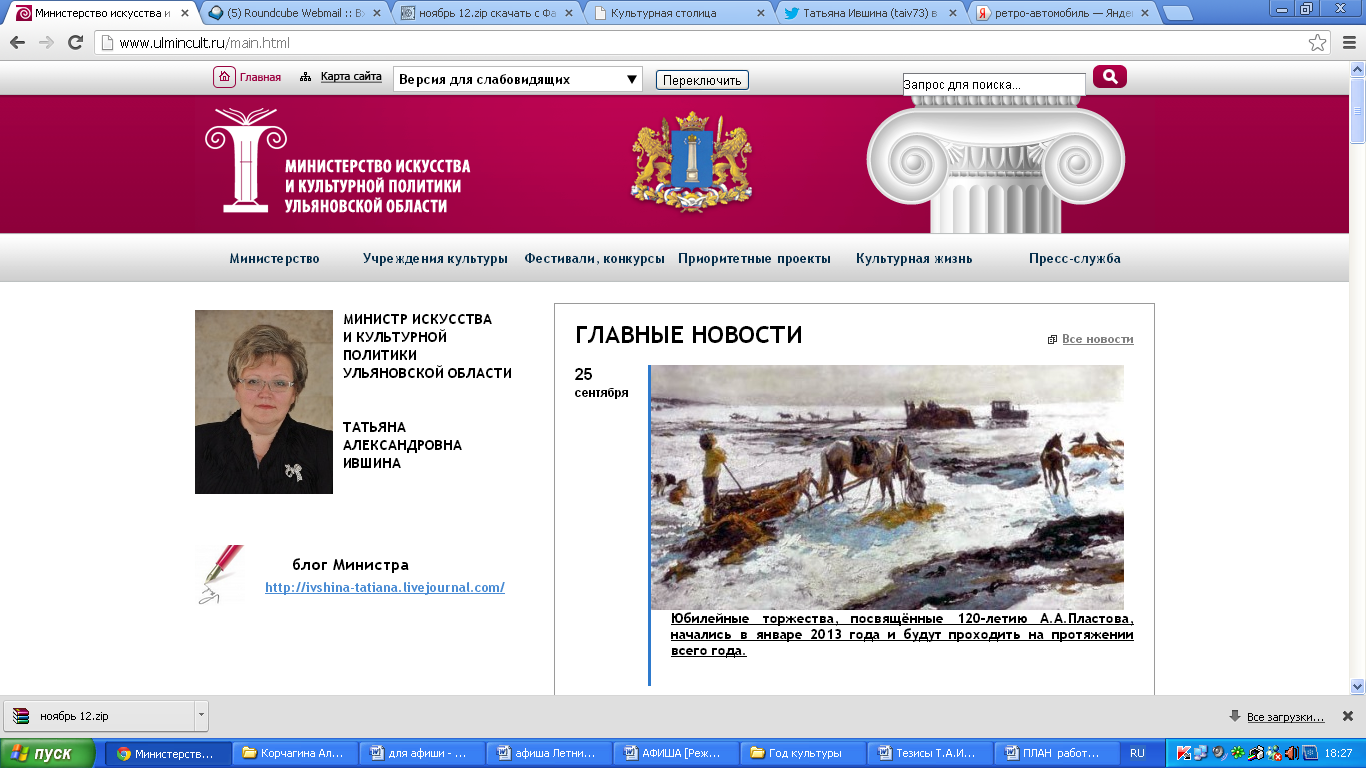 Министерство искусства и
(5) Roundcube Webmail :: Вх
ноябрь 12.zip скачать с Фа
Культурная столица
Татьяна Ившина (taiv73) в
ретро-автомобиль — Янде
www.ulmincult.ru/main.html
Главная
Карта сайта
Версия для слабовидящих
Переключить
Запрос для поиска...
МИНИСТЕРСТВО ИСКУССТВА
И КУЛЬТУРНОЙ ПОЛИТИКИ
УЛЬЯНОВСКОЙ ОБЛАСТИ
Министерство
Учреждения культуры
Фестивали, конкурсы
Приоритетные проекты
Культурная жизнь
Пресс-служба
МИНИСТР ИСКУССТВА
И КУЛЬТУРНОЙ
ПОЛИТИКИ
УЛЬЯНОВСКОЙ ОБЛАСТИ
ТАТЬЯНА
АЛЕКСАНДРОВНА
ИВШИНА
блог Министра
http://ivshina-tatiana.livejournal.com/
ГЛАВНЫЕ НОВОСТИ
Все новости
25
сентября
Юбилейные торжества, посвящённые 120-летию А.А.Пластова,
начались в январе 2013 года и будут проходить на протяжении
всего года.
ноябрь 12.zip
Все загрузки...
пуск
Министерств...
Корчагина Ал...
для афиши - ...
афиша Летни...
АФИША [Реж...
Год культуры
Тезисы Т.А.И...
ПЛАН работ...
RU
18:27